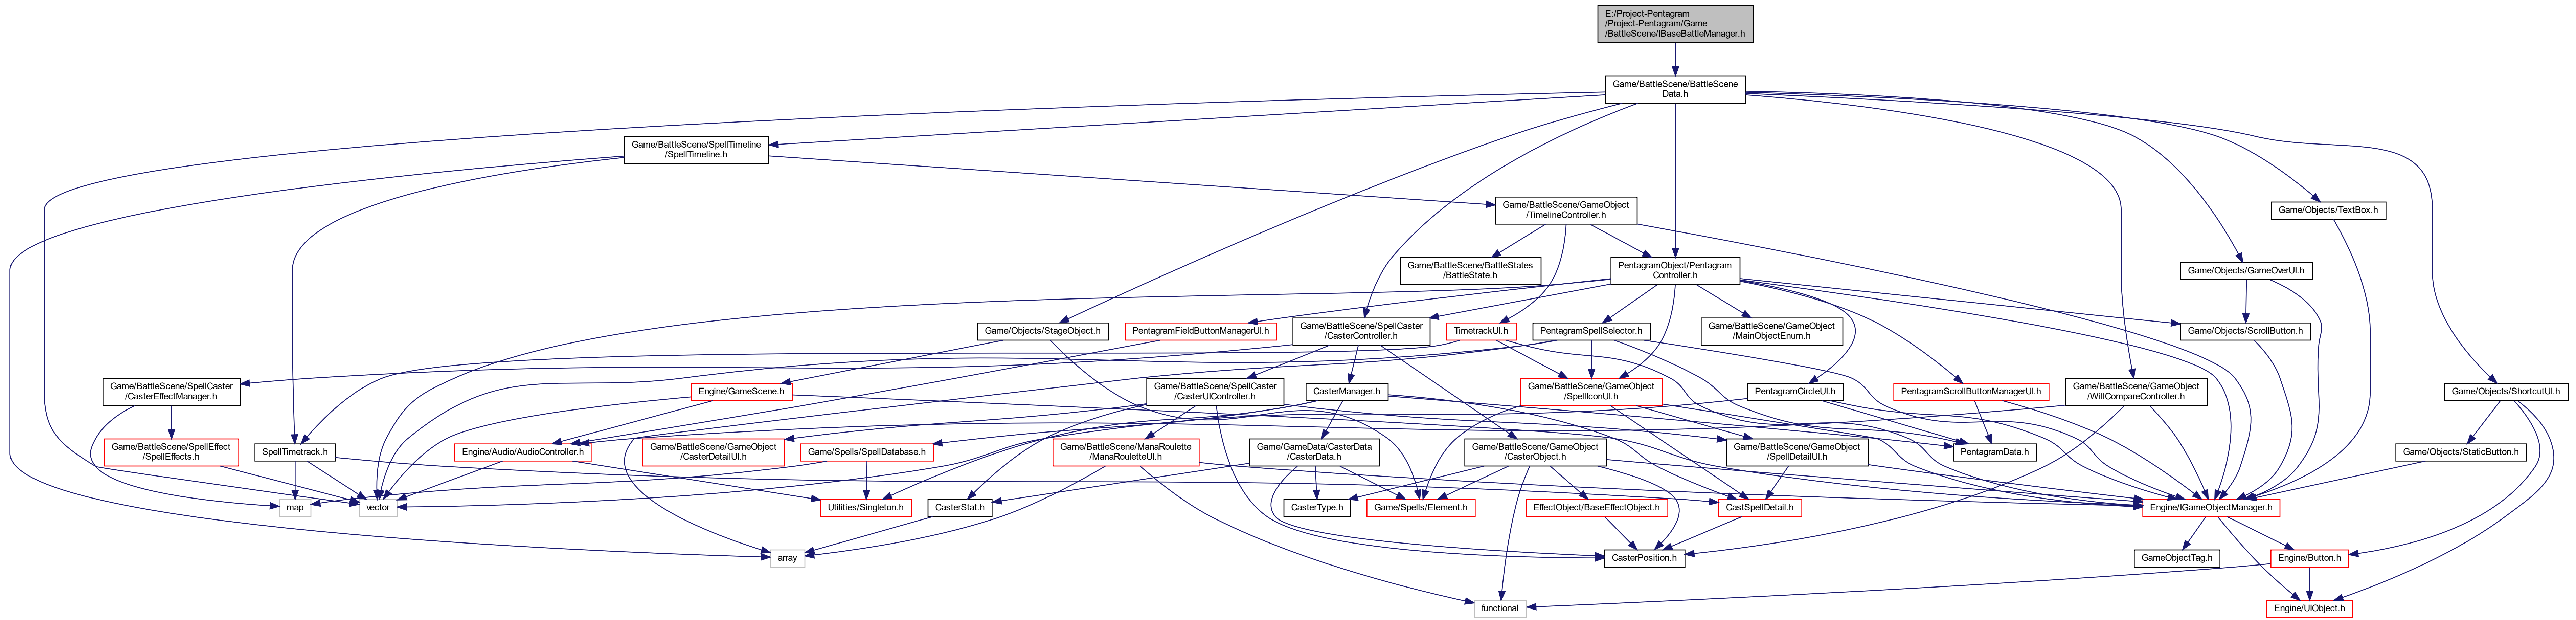 E:/Project-Pentagram
/Project-Pentagram/Game
/BattleScene/IBaseBattleManager.h
Game/BattleScene/BattleScene
Data.h
Game/BattleScene/SpellTimeline
/SpellTimeline.h
Game/BattleScene/GameObject
/TimelineController.h
Game/Objects/TextBox.h
Game/BattleScene/BattleStates
/BattleState.h
PentagramObject/Pentagram
Controller.h
Game/Objects/GameOverUI.h
Game/Objects/StageObject.h
PentagramFieldButtonManagerUI.h
Game/BattleScene/SpellCaster
/CasterController.h
TimetrackUI.h
PentagramSpellSelector.h
Game/BattleScene/GameObject
/MainObjectEnum.h
Game/Objects/ScrollButton.h
Game/BattleScene/SpellCaster
/CasterEffectManager.h
Engine/GameScene.h
Game/BattleScene/SpellCaster
/CasterUIController.h
CasterManager.h
Game/BattleScene/GameObject
/SpellIconUI.h
PentagramCircleUI.h
PentagramScrollButtonManagerUI.h
Game/BattleScene/GameObject
/WillCompareController.h
Game/Objects/ShortcutUI.h
Game/BattleScene/SpellEffect
/SpellEffects.h
SpellTimetrack.h
Engine/Audio/AudioController.h
Game/BattleScene/GameObject
/CasterDetailUI.h
Game/Spells/SpellDatabase.h
Game/BattleScene/ManaRoulette
/ManaRouletteUI.h
Game/GameData/CasterData
/CasterData.h
Game/BattleScene/GameObject
/CasterObject.h
Game/BattleScene/GameObject
/SpellDetailUI.h
PentagramData.h
Game/Objects/StaticButton.h
map
vector
Utilities/Singleton.h
CasterStat.h
CasterType.h
Game/Spells/Element.h
EffectObject/BaseEffectObject.h
CastSpellDetail.h
Engine/IGameObjectManager.h
array
CasterPosition.h
GameObjectTag.h
Engine/Button.h
functional
Engine/UIObject.h